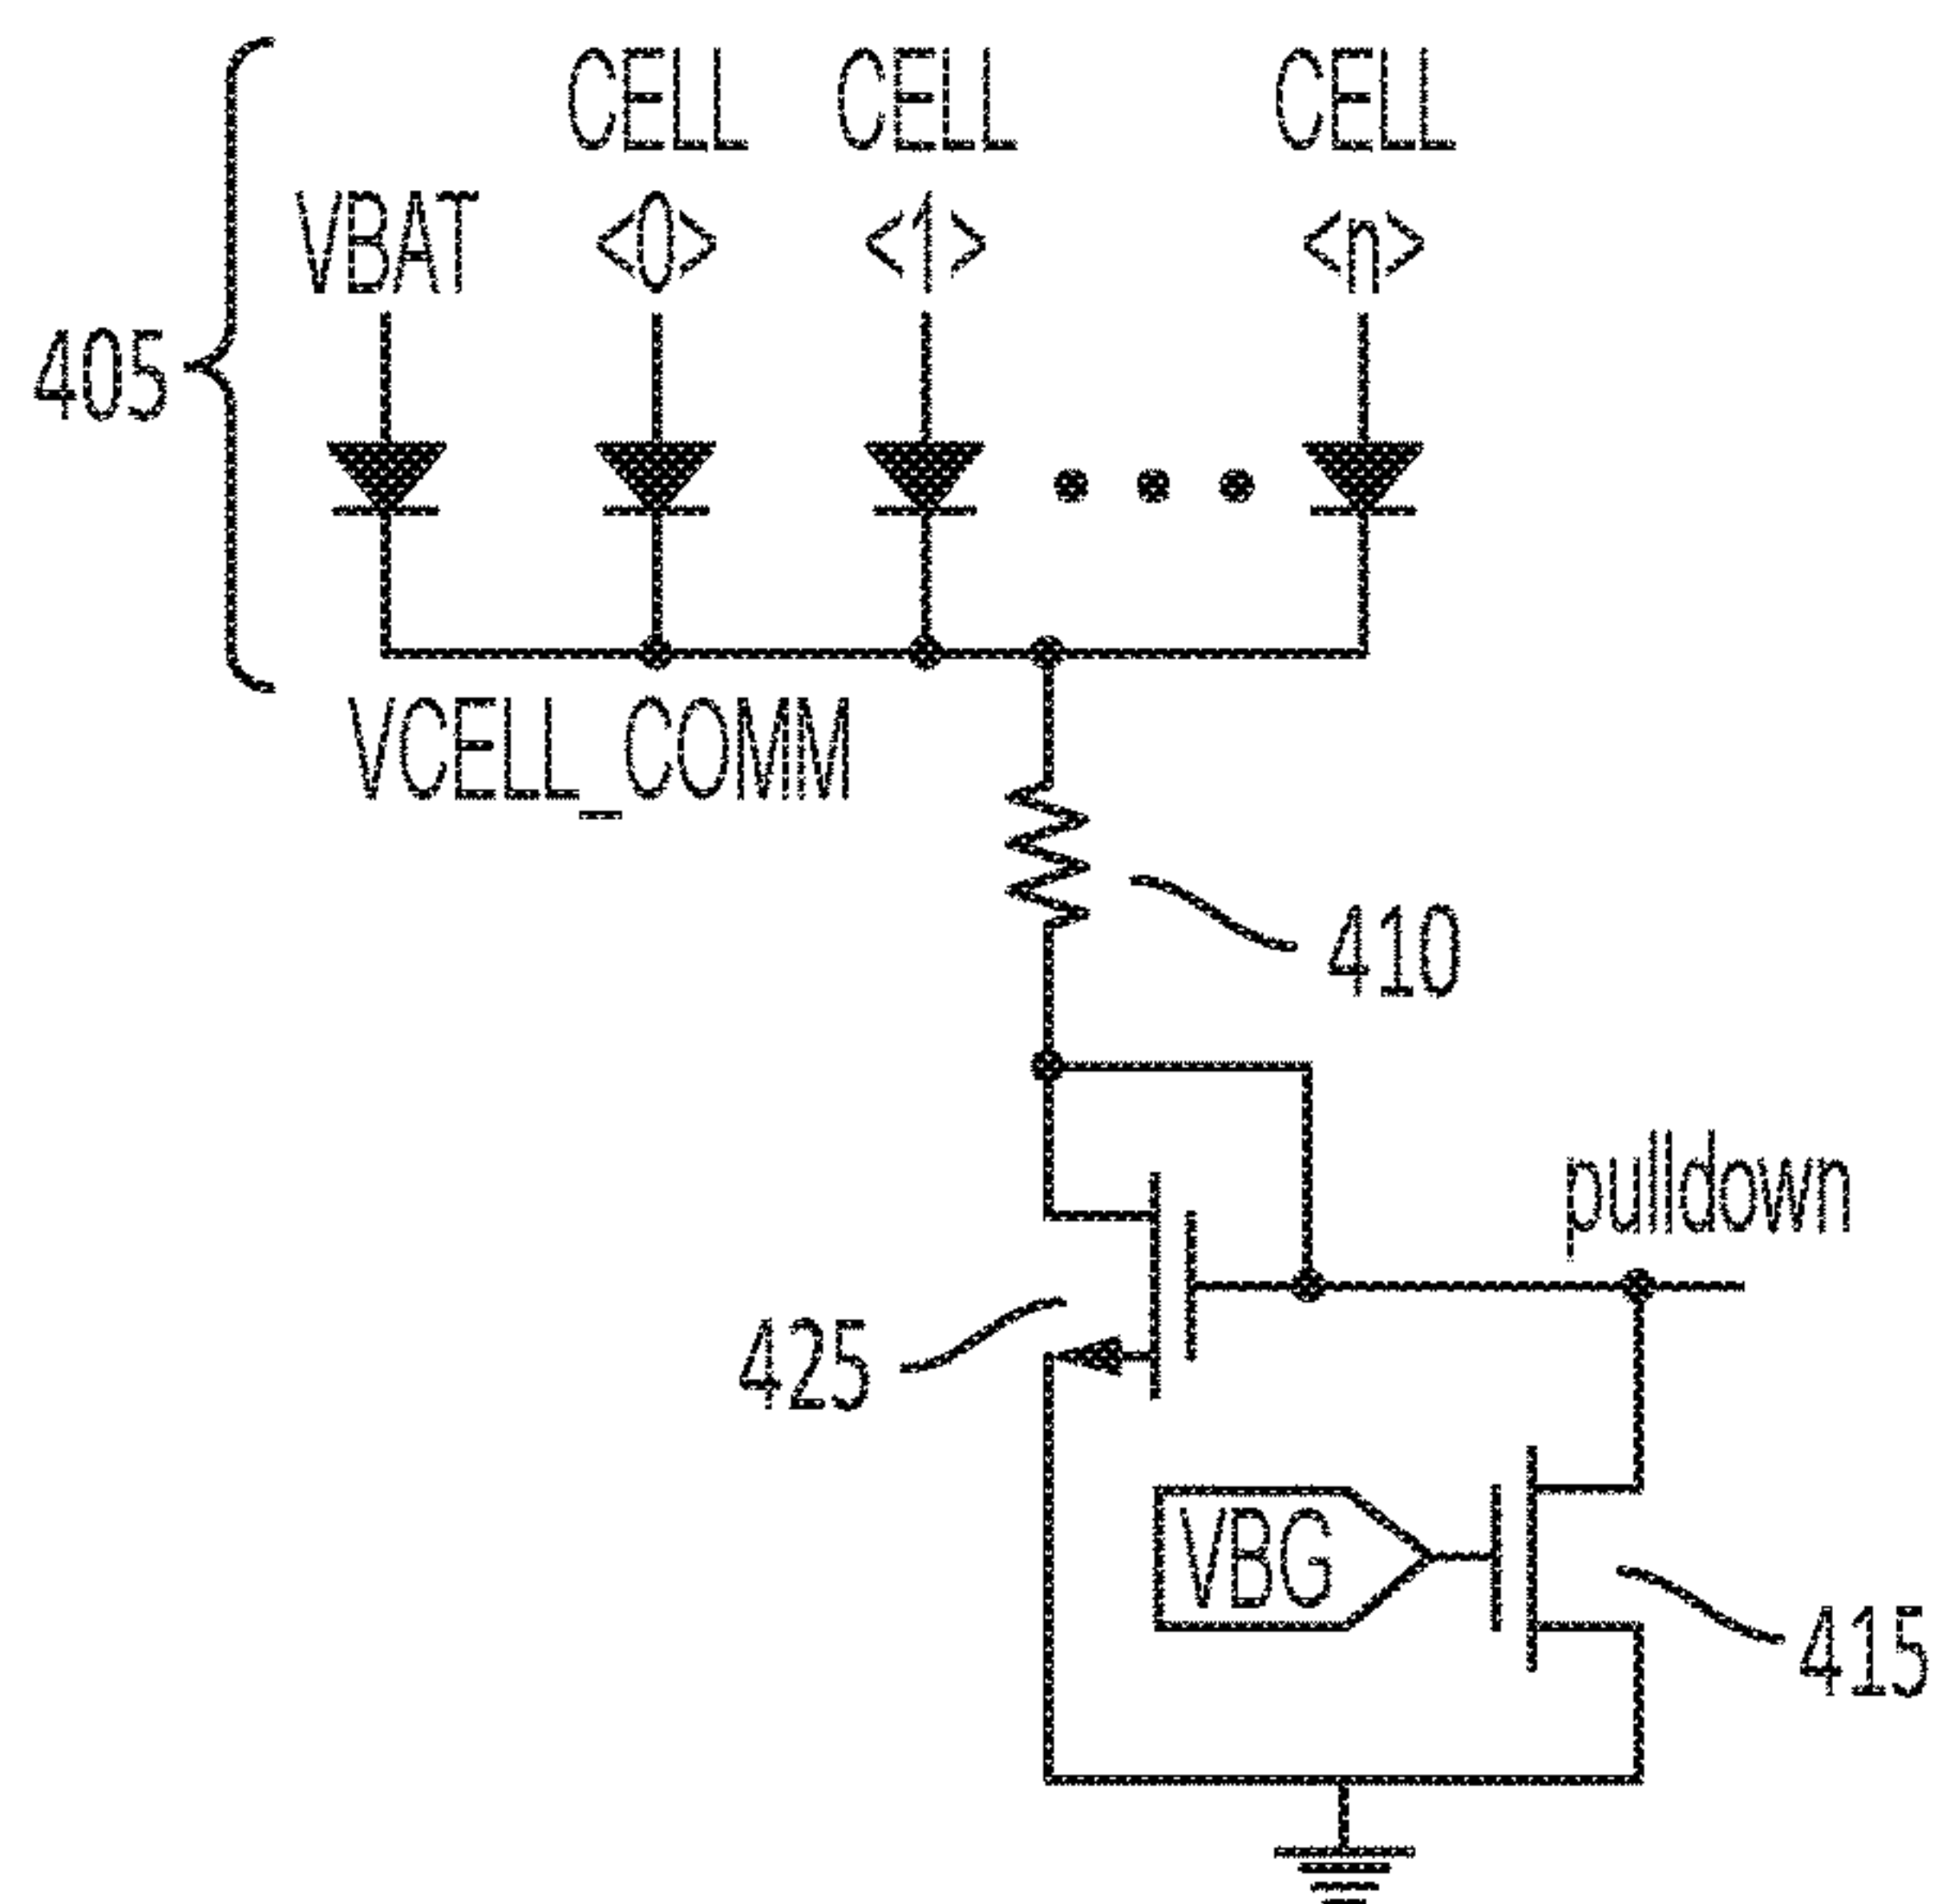 CELL CELL CELL
VBAT <0> <1> <n>
405
VCELL_COMM
410
pulldown
425
VBG
415